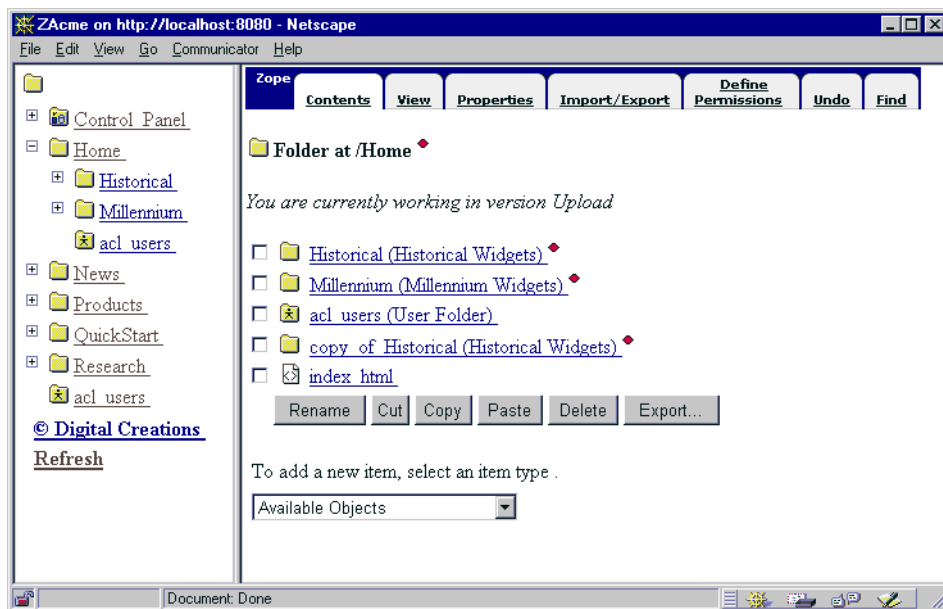 ZAcme on http://localhost:8080 - Netscape
File Edit View Go Communicator Help
Control_Panel
Home
Historical
Millennium
acl_users
News
Products
QuickStart
Research
acl_users
© Digital Creations
Refresh
Zope
Contents View Properties Import/Export Define Permissions Undo Find
Folder at /Home
You are currently working in version Upload
Historical (Historical Widgets)
Millennium (Millennium Widgets)
acl_users (User Folder)
copy_of_Historical (Historical Widgets)
index_html
Rename Cut Copy Paste Delete Export...
To add a new item, select an item type .
Available Objects
Document: Done